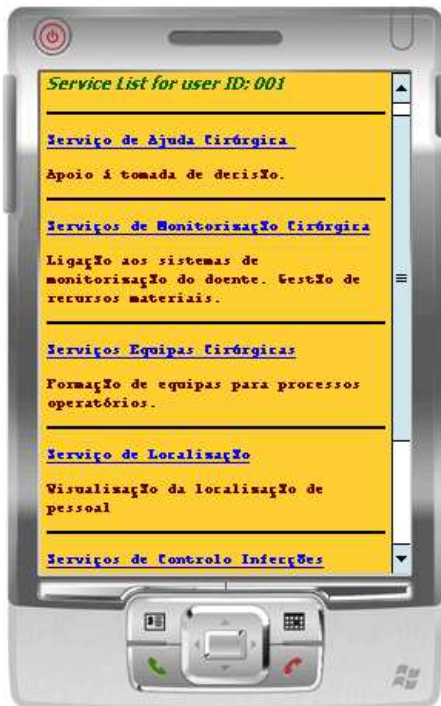 Service List for user ID: 001
Serviço de Ajuda Cirúrgica
Apoio á tomada de decisão.
Serviços de Monitorização Cirúrgica
Ligação aos sistemas de
monitorização do doente. Gestão de
recursos materiais.
Serviços Equipas Cirúrgicas
Formação de equipas para processos
operatórios.
Serviço de Localização
Visualização da localização de
pessoal
Serviços de Controlo Infecções